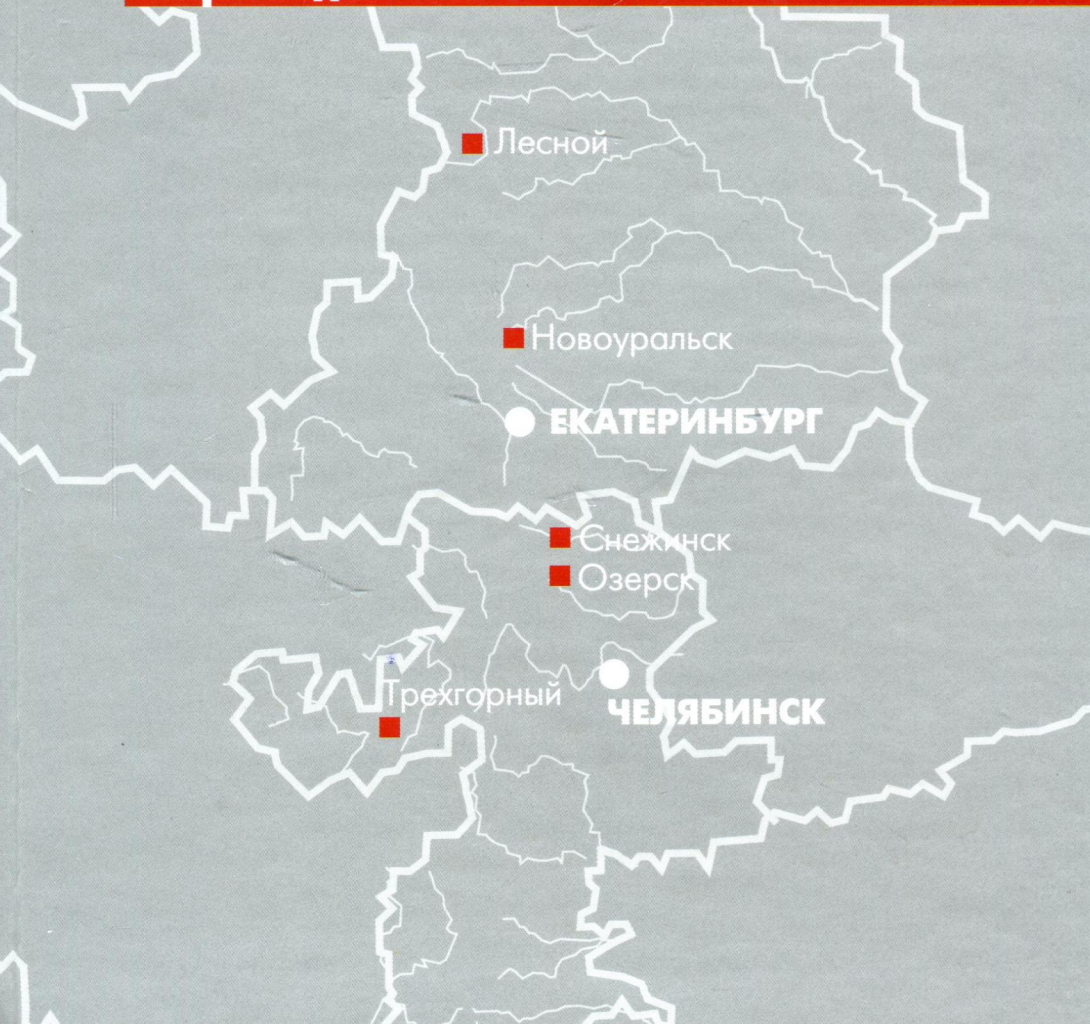 Лесной
Новоуральск
ЕКАТЕРИНБУРГ
Снежинск
Озерск
Трехгорный
ЧЕЛЯБИНСК